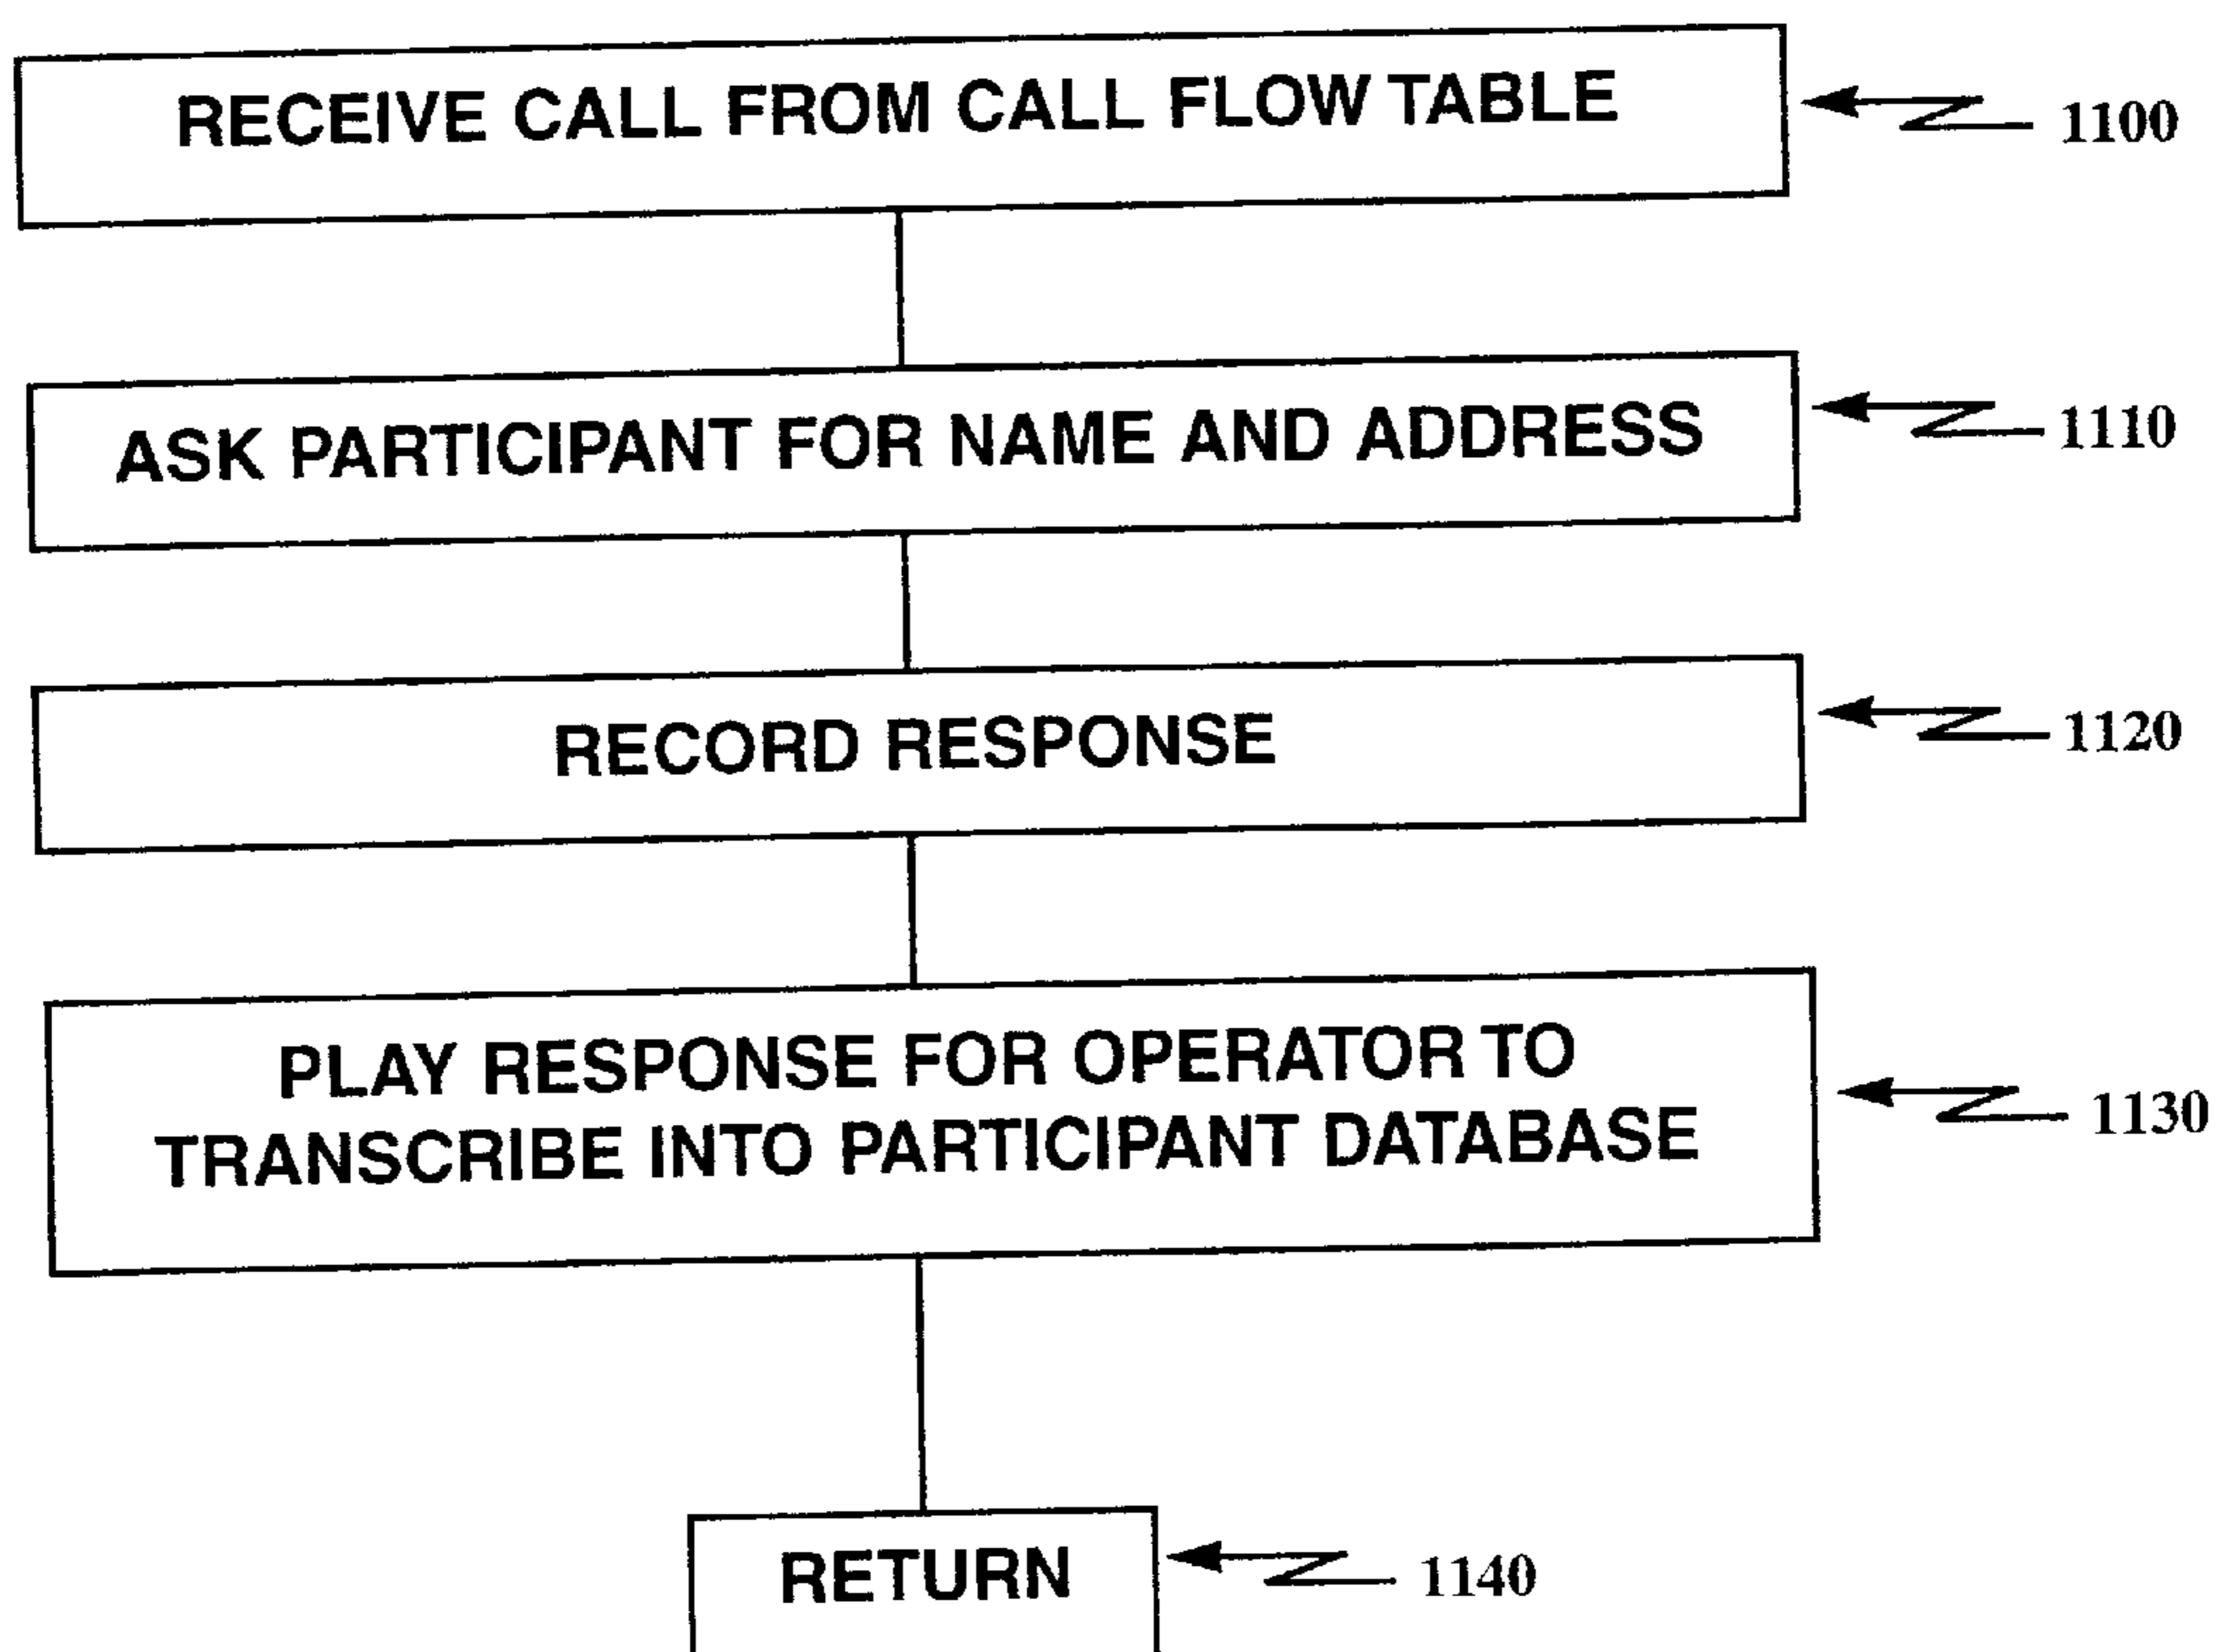 RECEIVE CALL FROM CALL FLOW TABLE
1100
ASK PARTICIPANT FOR NAME AND ADDRESS
1110
RECORD RESPONSE
1120
PLAY RESPONSE FOR OPERATOR TO
TRANSCRIBE INTO PARTICIPANT DATABASE
1130
RETURN
1140